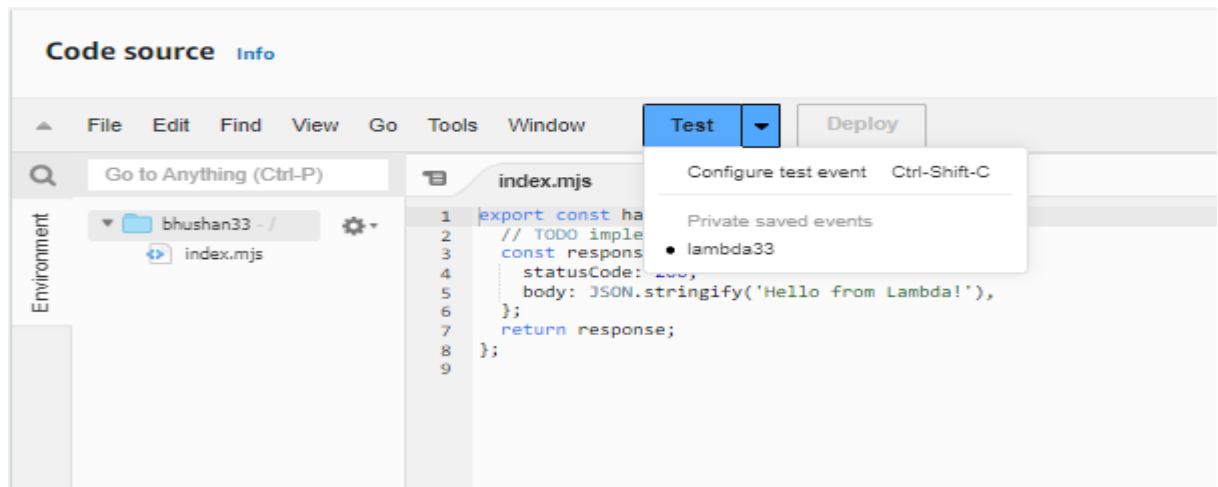 Code source Info
File Edit Find View Go Tools Window Test Deploy
Go to Anything (Ctrl-P)
index.mjs
Configure test event Ctrl-Shift-C
Private saved events
lambda33
Environment
bhushan33 - /
index.mjs
1 export const ha
2 // TODO imple
3 const respons
4 statusCode:
5 body: JSON.stringify('Hello from Lambda!'),
6 };
7 return response;
8 };
9